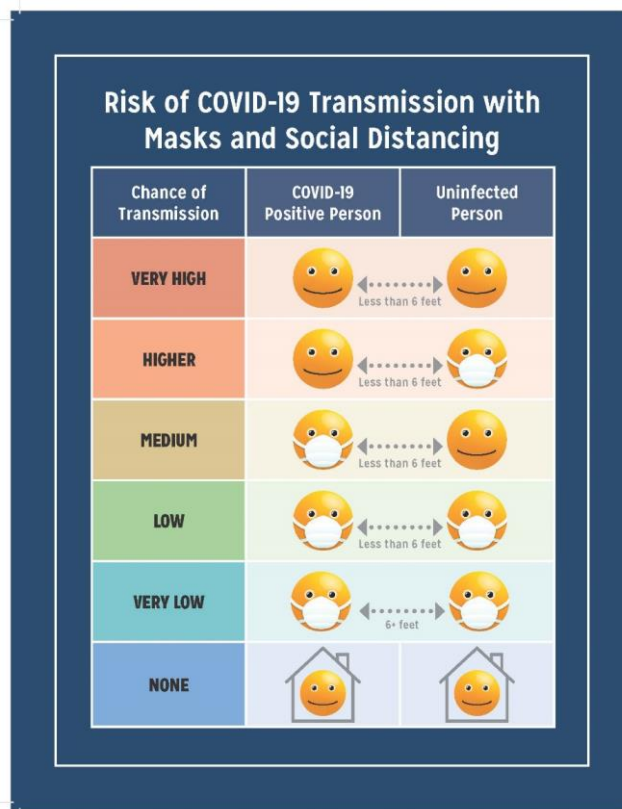 Risk of COVID-19 Transmission with
Masks and Social Distancing
Chance of
Transmission
COVID-19
Positive Person
Uninfected
Person
VERY HIGH
Less than 6 feet
HIGHER
Less than 6 feet
MEDIUM
Less than 6 feet
LOW
Less than 6 feet
VERY LOW
6+ feet
NONE